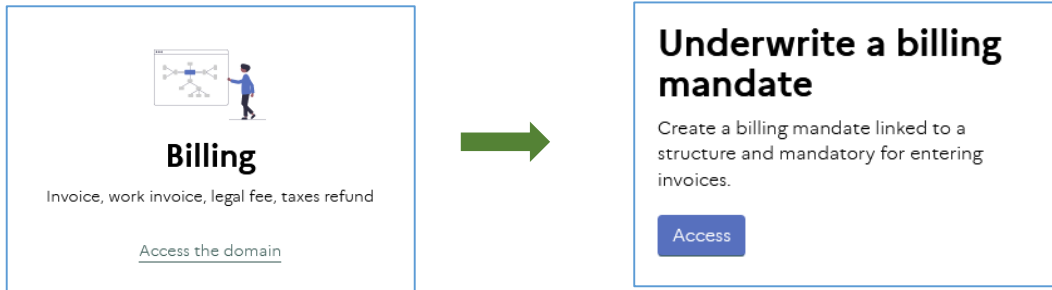 Billing
Invoice, work invoice, legal fee, taxes refund
Access the domain
Underwrite a billing
mandate
Create a billing mandate linked to a
structure and mandatory for entering
invoices.
Access